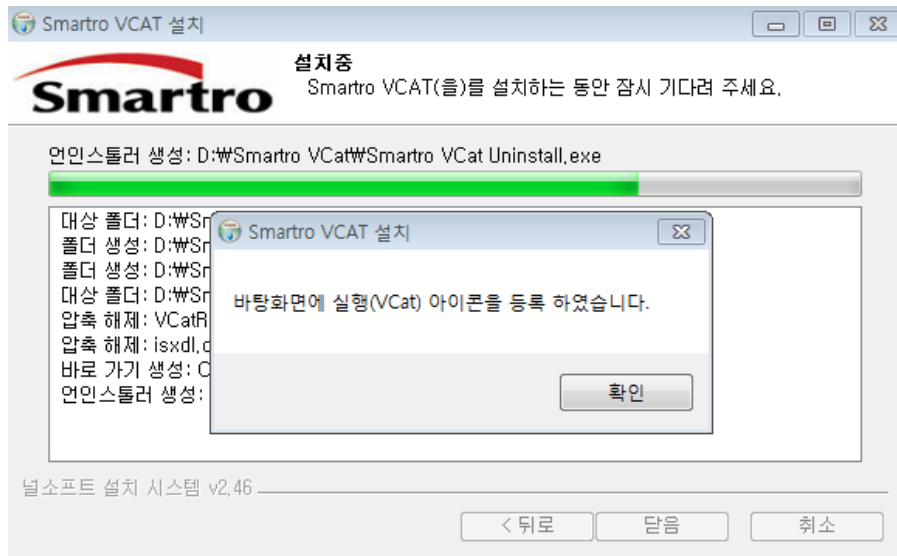 Smartro VCAT 설치
Smartro
설치중
Smartro VCAT(을)를 설치하는 동안 잠시 기다려 주세요.
언인스톨러 생성: D:₩Smartro VCat₩Smartro VCat Uninstall.exe
대상 폴더: D:₩Sr
폴더 생성: D:₩Sr
폴더 생성: D:₩Sr
대상 폴더: D:₩Sr
압축 해제: VCatR
압축 해제: isxdl.d
바로 가기 생성: C
언인스톨러 생성:
Smartro VCAT 설치
바탕화면에 실행(VCat) 아이콘을 등록 하였습니다.
확인
널소프트 설치 시스템 v2.46
< 뒤로
닫음
취소